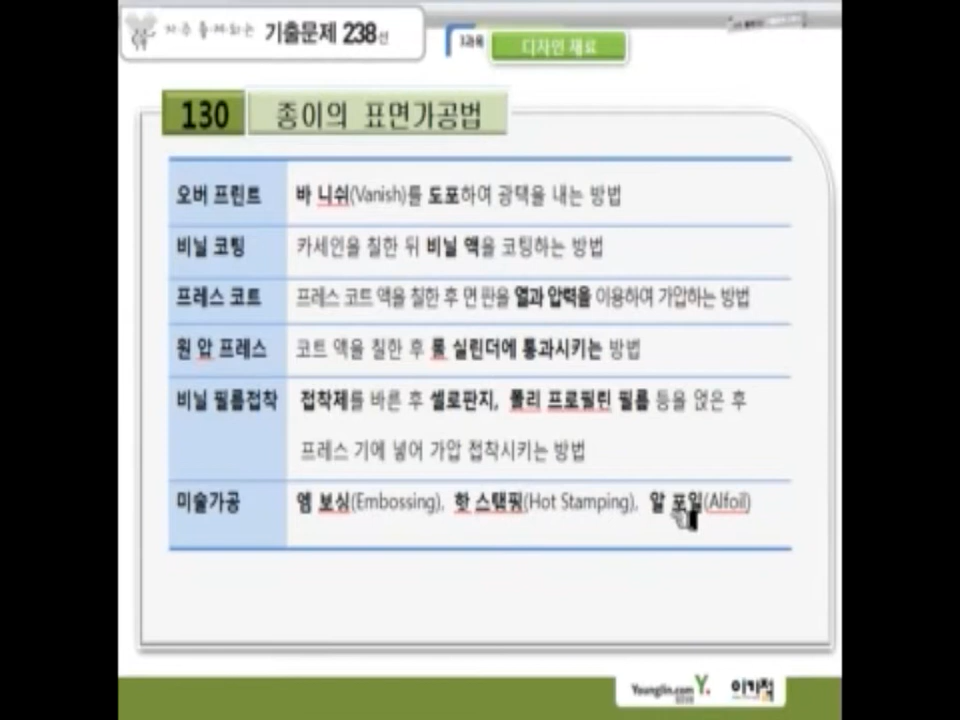 자주 출제되는 기출문제 238선
3과목 디자인 재료
130 종이의 표면가공법
오버 프린트 바 니쉬(Vanish)를 도포하여 광택을 내는 방법
비닐 코팅 카세인을 칠한 뒤 비닐 액을 코팅하는 방법
프레스 코트 프레스 코트 액을 칠한 후 면 판을 열과 압력을 이용하여 가압하는 방법
원 압 프레스 코트 액을 칠한 후 롤 실린더에 통과시키는 방법
비닐 필름접착 접착제를 바른 후 셀로판지, 폴리 프로필린 필름 등을 얹은 후
프레스 기에 넣어 가압 접착시키는 방법
미술가공 엠 보싱(Embossing), 핫 스탬핑(Hot Stamping), 알 포일(Alfoil)
Youngjin.com Y. 이기적